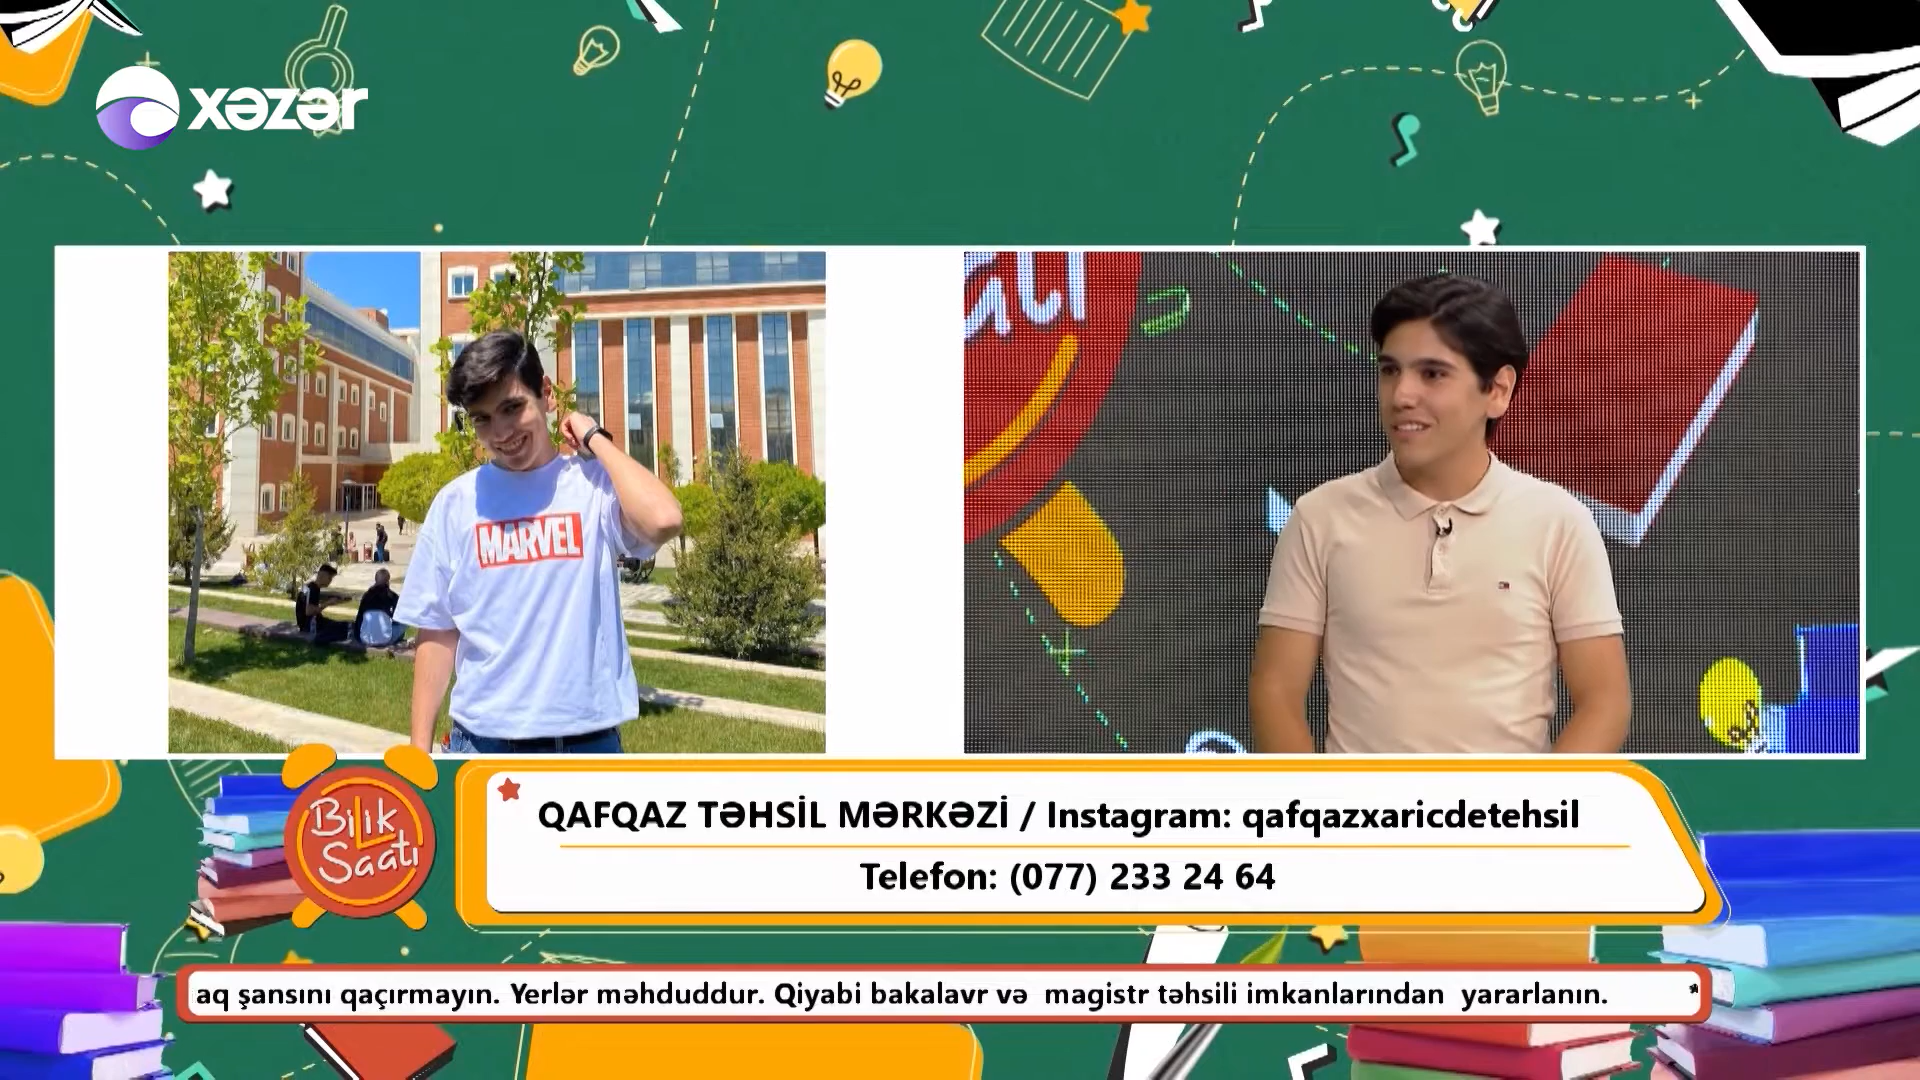 xəzər
MARVEL
QAFQAZ TƏHSİL MƏRKƏZİ / Instagram: qafqazxaricdetehsil
Bilik
Saatı
Telefon: (077) 233 24 64
aq şansını qaçırmayın. Yerlər məhduddur. Qiyabi bakalavr və magistr təhsili imkanlarından yararlanın.